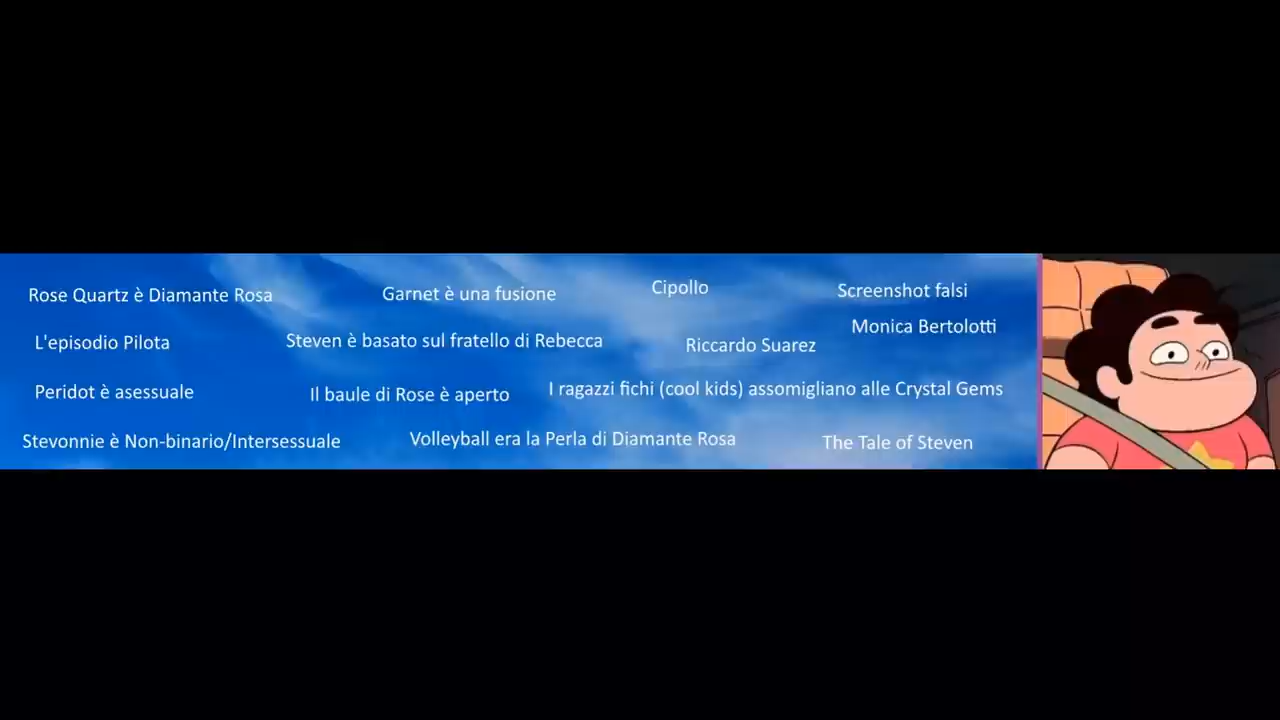 Rose Quartz è Diamante Rosa
Garnet è una fusione
Cipollo
Screenshot falsi
L'episodio Pilota
Steven è basato sul fratello di Rebecca
Riccardo Suarez
Monica Bertolotti
Peridot è asessuale
Il baule di Rose è aperto
I ragazzi fichi (cool kids) assomigliano alle Crystal Gems
Stevonnie è Non-binario/Intersessuale
Volleyball era la Perla di Diamante Rosa
The Tale of Steven